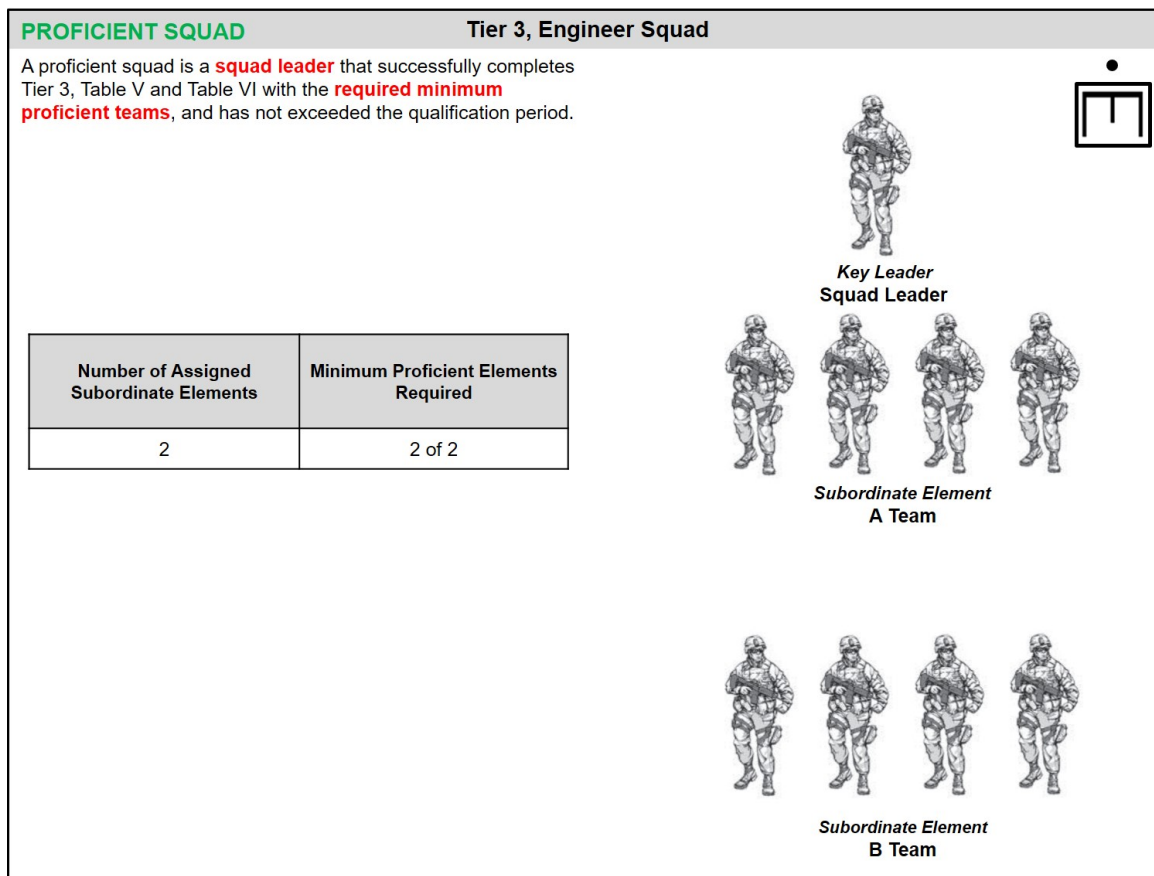 PROFICIENT SQUAD
Tier 3, Engineer Squad
A proficient squad is a squad leader that successfully completes
Tier 3, Table V and Table VI with the required minimum
proficient teams, and has not exceeded the qualification period.
Key Leader
Squad Leader
Number of Assigned
Subordinate Elements
Minimum Proficient Elements
Required
2
2 of 2
Subordinate Element
A Team
Subordinate Element
B Team